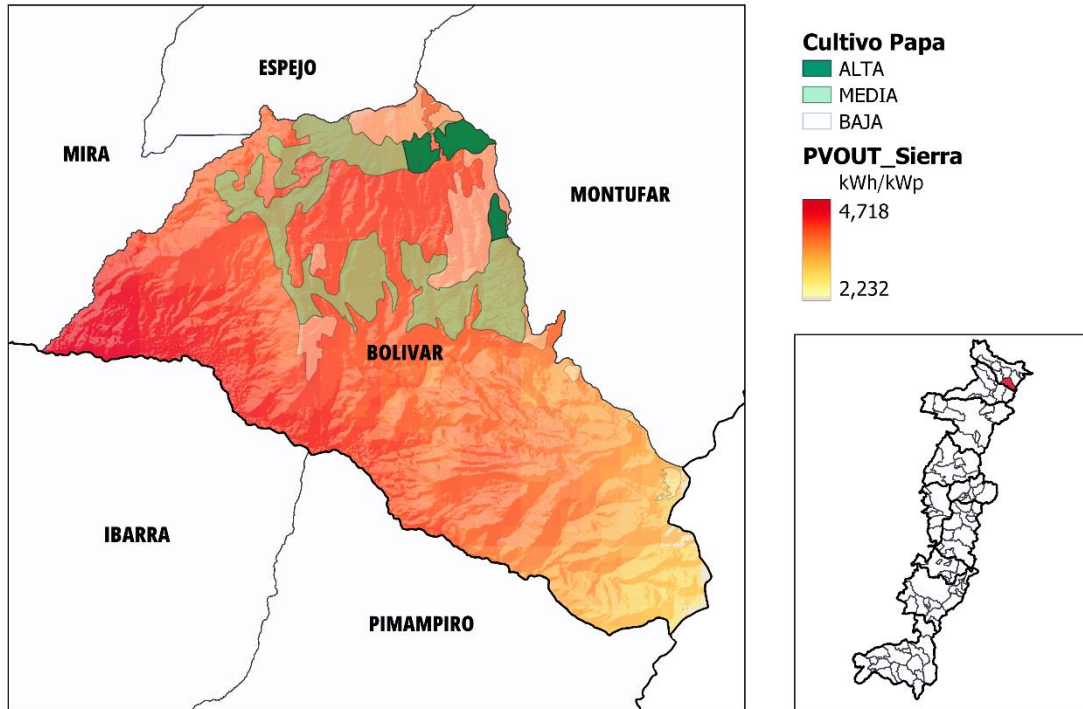 ESPEJO
MIRA
MONTUFAR
BOLIVAR
IBARRA
PIMAMPIRO
Cultivo Papa
ALTA
MEDIA
BAJA
PVOUT_Sierra
kWh/kWp
4,718
2,232